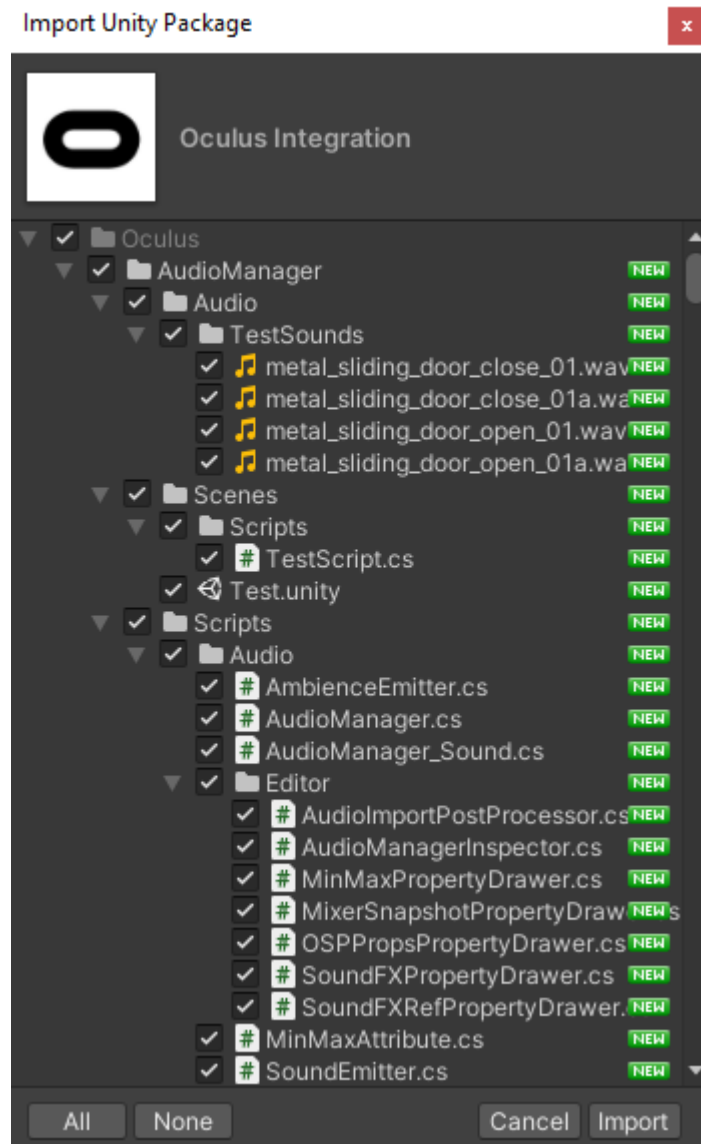 Import Unity Package
x
Oculus Integration
Oculus
AudioManager NEW
Audio NEW
TestSounds NEW
metal_sliding_door_close_01.wav NEW
metal_sliding_door_close_01a.wa NEW
metal_sliding_door_open_01.wav NEW
metal_sliding_door_open_01a.wa NEW
Scenes NEW
Scripts NEW
# TestScript.cs NEW
Test.unity NEW
Scripts NEW
Audio NEW
# AmbienceEmitter.cs NEW
# AudioManager.cs NEW
# AudioManager_Sound.cs NEW
Editor NEW
# AudioImportPostProcessor.cs NEW
# AudioManagerInspector.cs NEW
# MinMaxPropertyDrawer.cs NEW
# MixerSnapshotPropertyDraw NEW s
# OSPPropsPropertyDrawer.cs NEW
# SoundFXPropertyDrawer.cs NEW
# SoundFXRefPropertyDrawer. NEW
# MinMaxAttribute.cs NEW
# SoundEmitter.cs NEW
All None Cancel Import